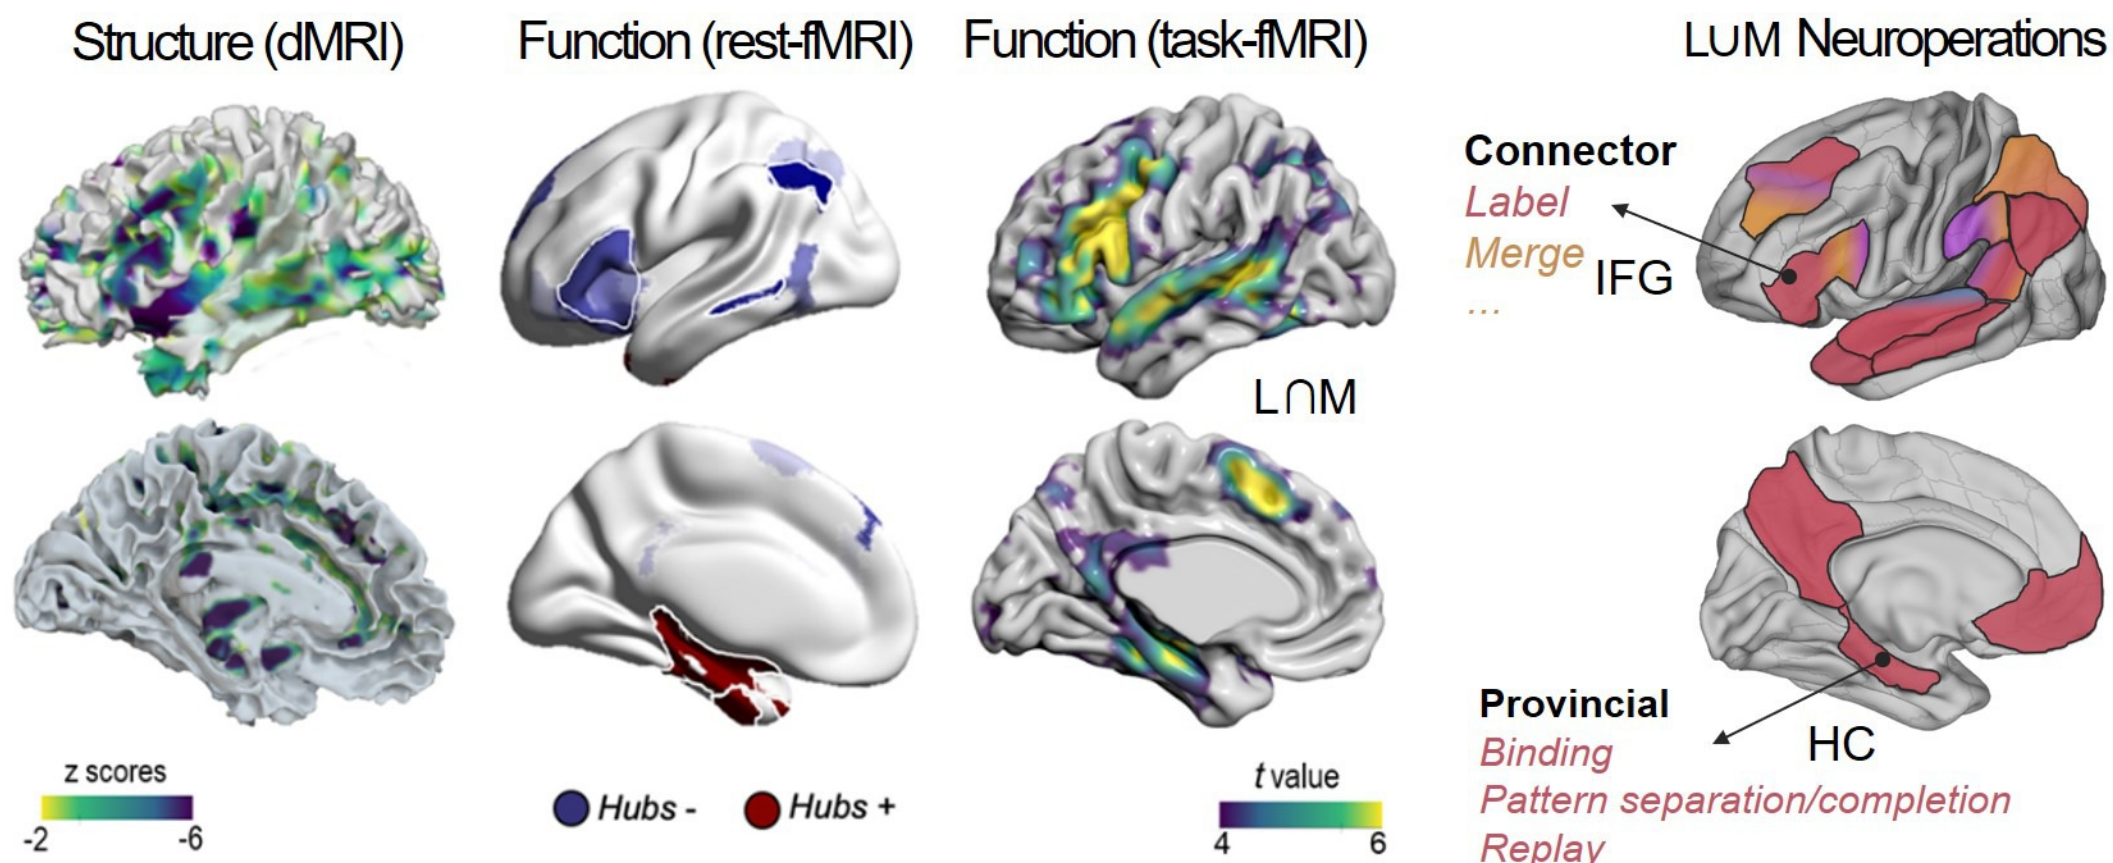 Structure (dMRI)
Function (rest-fMRI)
Function (task-fMRI)
L∪M Neuroperations
Connector
Label
Merge
...
IFG
L∩M
Provincial
Binding
Pattern separation/completion
Replay
HC
z scores
-2 -6
Hubs -
Hubs +
t value
4 6